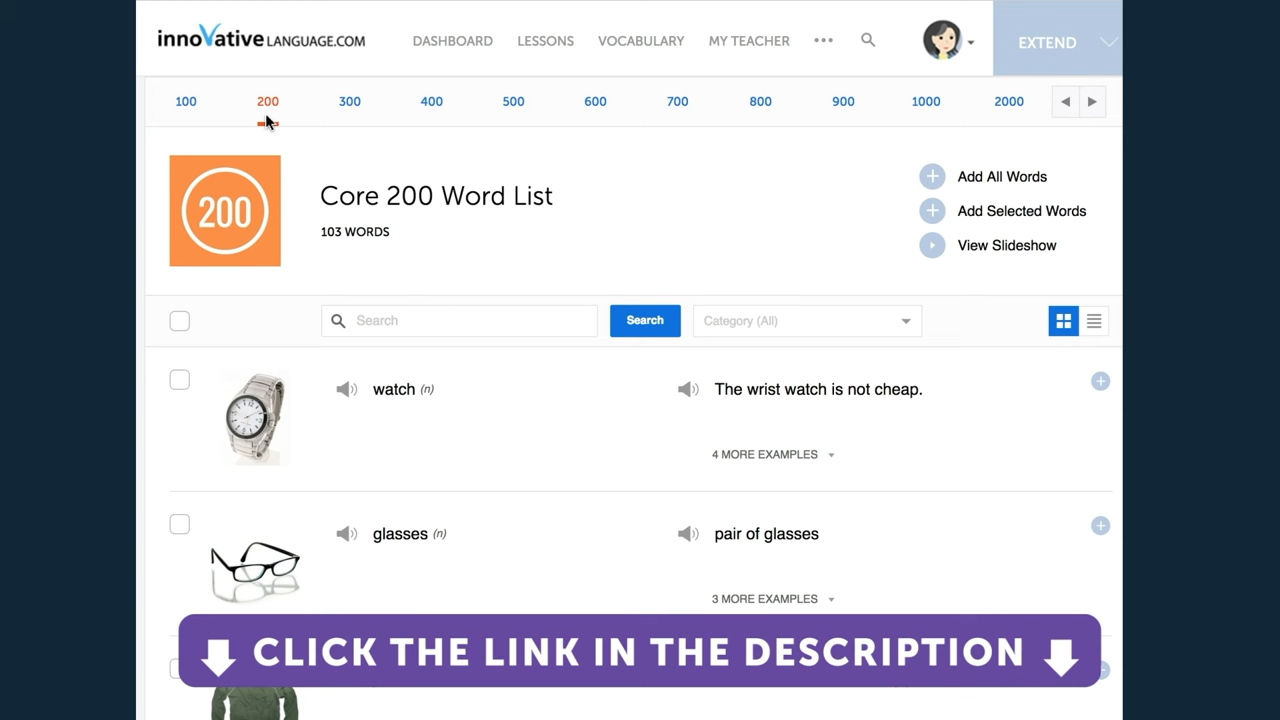 innoVative LANGUAGE.COM
DASHBOARD LESSONS VOCABULARY MY TEACHER ••• EXTEND
100 200 300 400 500 600 700 800 900 1000 2000
200
Core 200 Word List
103 WORDS
Add All Words
Add Selected Words
View Slideshow
Search Search Category (All)
watch (n) The wrist watch is not cheap.
4 MORE EXAMPLES
glasses (n) pair of glasses
3 MORE EXAMPLES
CLICK THE LINK IN THE DESCRIPTION